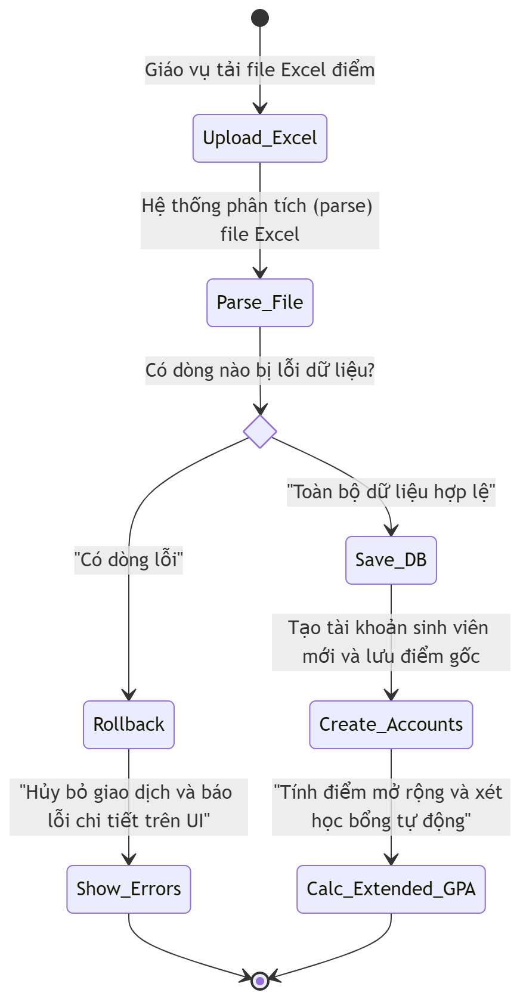 Giáo vụ tải file Excel điểm
Upload_Excel
Hệ thống phân tích (parse)
file Excel
Parse_File
Có dòng nào bị lỗi dữ liệu?
"Toàn bộ dữ liệu hợp lệ"
"Có dòng lỗi"
Save_DB
Tạo tài khoản sinh viên
mới và lưu điểm gốc
Rollback
Create_Accounts
"Hủy bỏ giao dịch và báo
lỗi chi tiết trên UI"
"Tính điểm mở rộng và xét
học bổng tự động"
Show_Errors
Calc_Extended_GPA